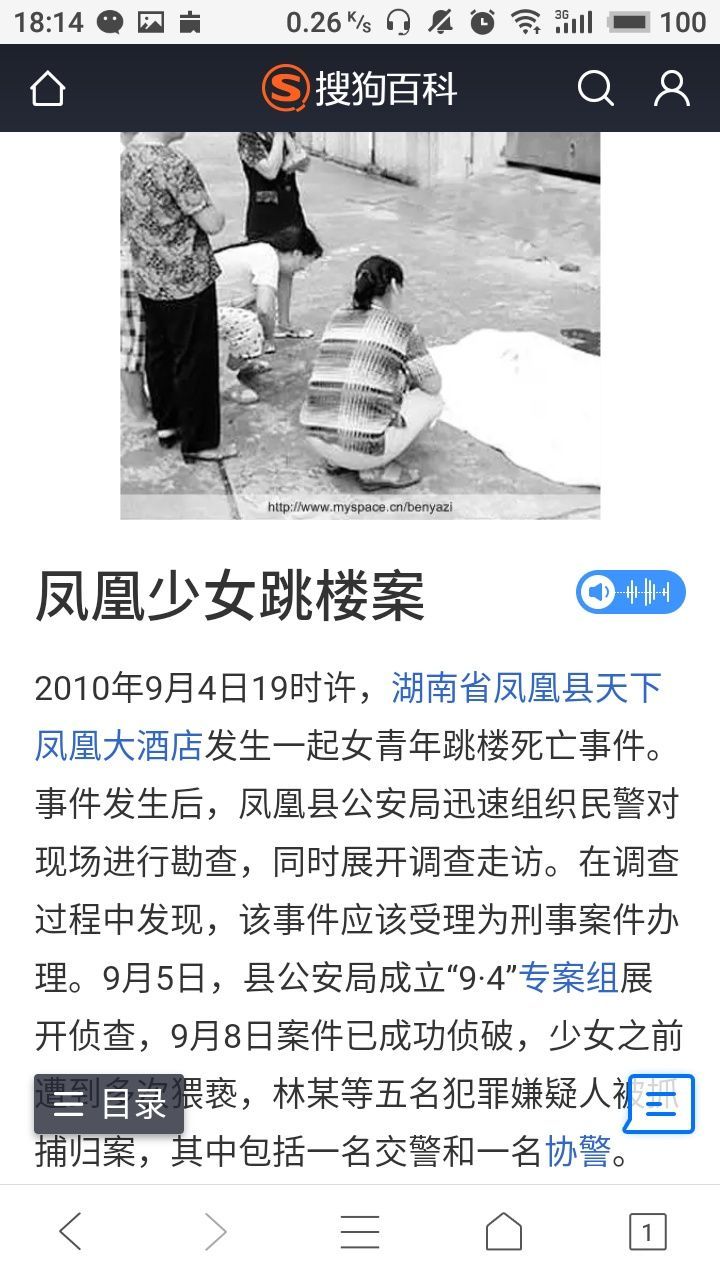 18:14 0.26 K/s 3G 100
搜狗百科
http://www.myspace.cn/benyazi
凤凰少女跳楼案
2010年9月4日19时许，湖南省凤凰县天下
凤凰大酒店发生一起女青年跳楼死亡事件。
事件发生后，凤凰县公安局迅速组织民警对
现场进行勘查，同时展开调查走访。在调查
过程中发现，该事件应该受理为刑事案件办
理。9月5日，县公安局成立“9·4”专案组展
开侦查，9月8日案件已成功侦破，少女之前
遭到多次猥亵，林某等五名犯罪嫌疑人被抓
目录
捕归案，其中包括一名交警和一名协警。
1